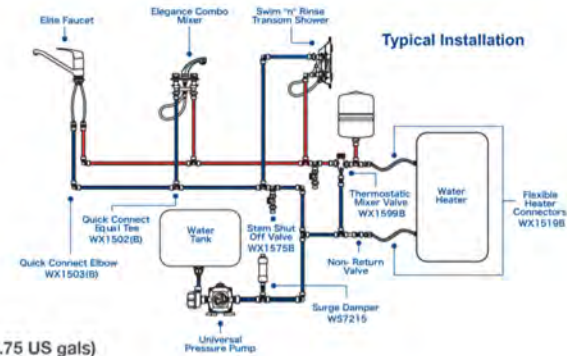 Elite Faucet
Elegance Combo
Mixer
Swim "n" Rinse
Transom Shower
Typical Installation
Quick Connect
Equal Tee
WX1502(B)
Quick Connect Elbow
WX1503(B)
Water
Tank
Stem Shut
Off Valve
WX1575B
Thermostatic
Mixer Valve
WX1599B
Water
Heater
Flexible
Heater
Connectors
WX1519B
Non- Return
Valve
Surge Damper
WS7215
Universal
Pressure Pump
.75 US gals)